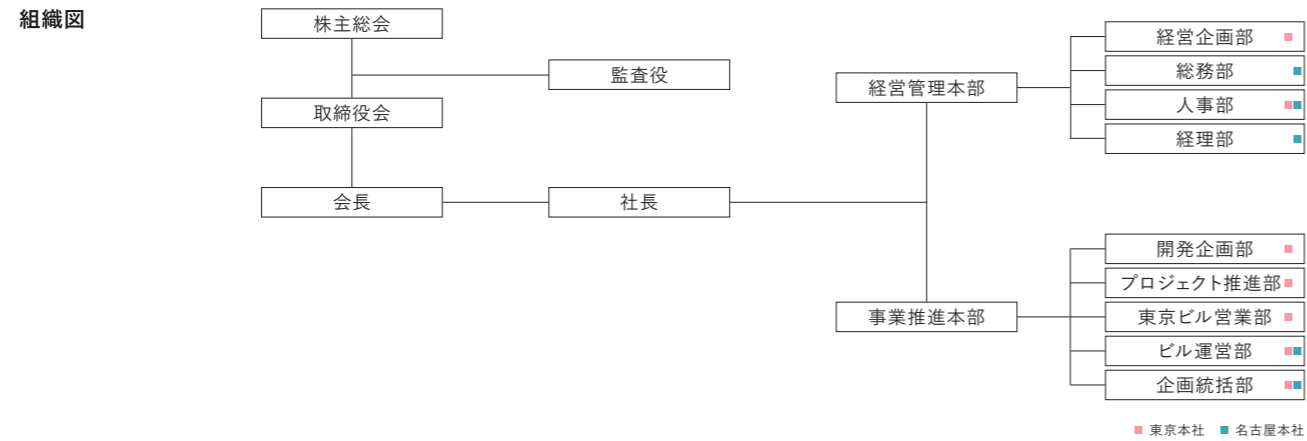 組織図
株主総会
監査役
取締役会
会長
社長
経営管理本部
経営企画部
総務部
人事部
経理部
事業推進本部
開発企画部
プロジェクト推進部
東京ビル営業部
ビル運営部
企画統括部
東京本社 名古屋本社